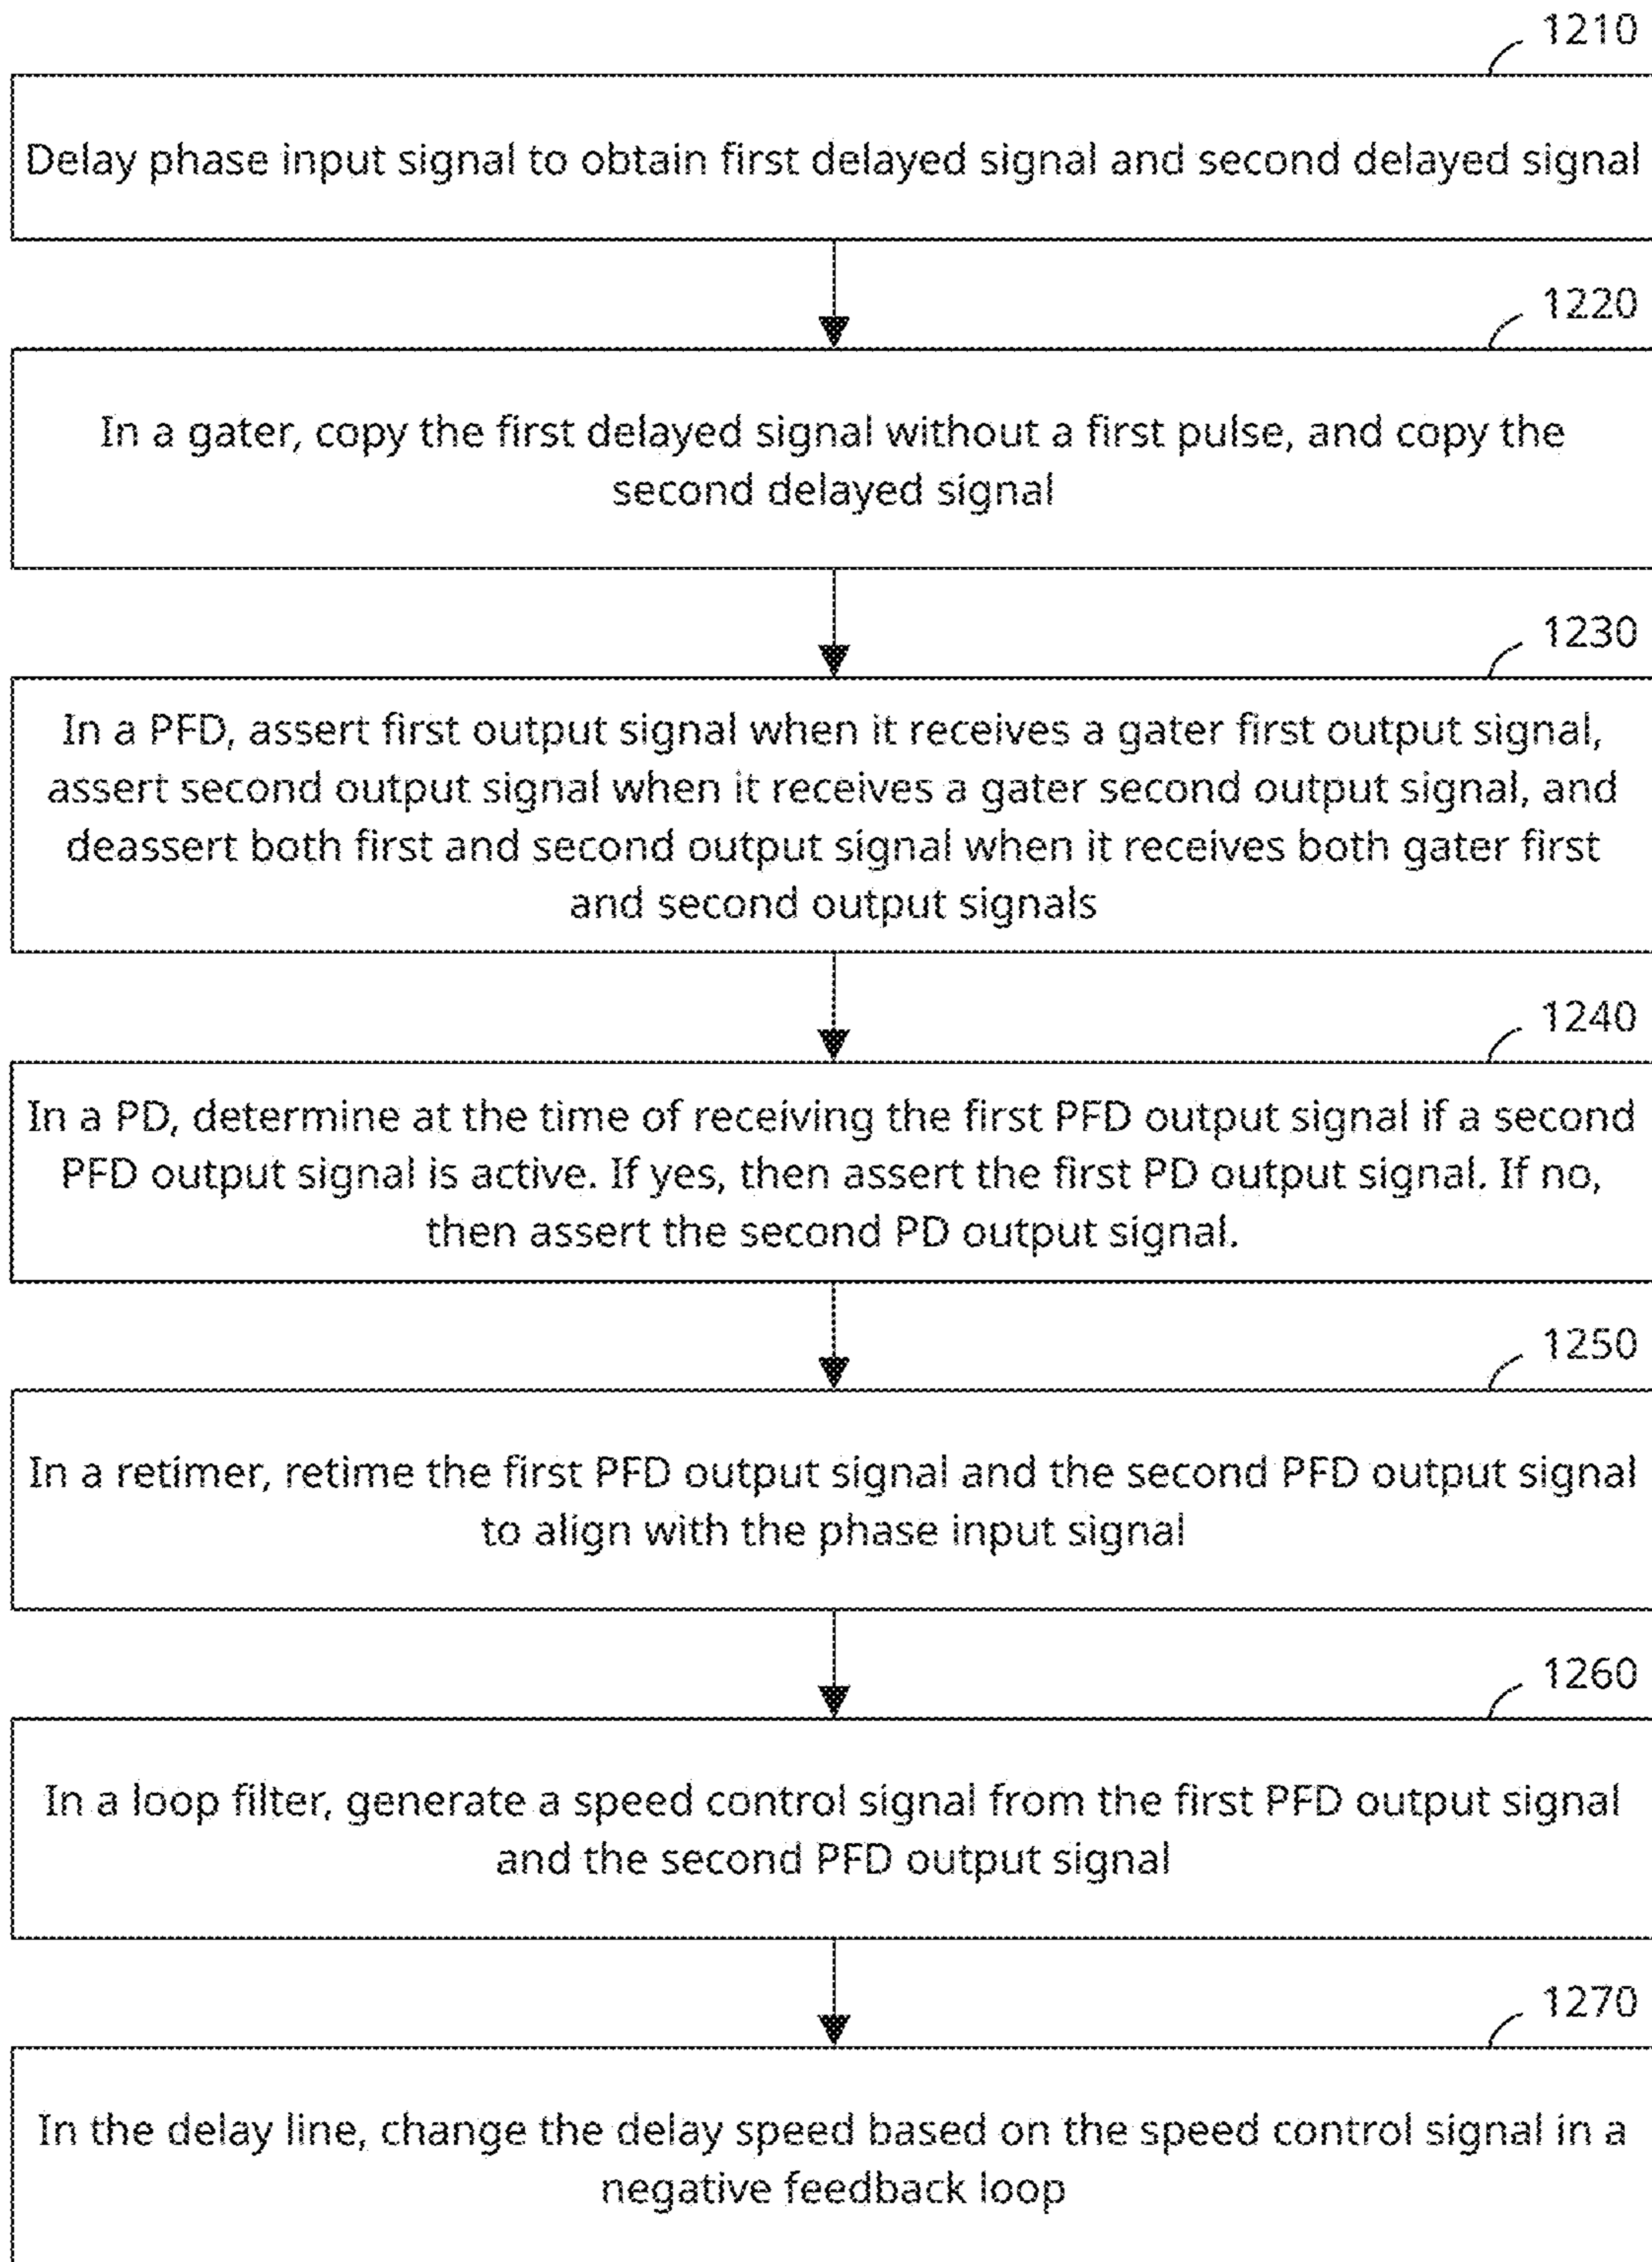 1210
Delay phase input signal to obtain first delayed signal and second delayed signal
1220
In a gater, copy the first delayed signal without a first pulse, and copy the
second delayed signal
1230
In a PFD, assert first output signal when it receives a gater first output signal,
assert second output signal when it receives a gater second output signal, and
deassert both first and second output signal when it receives both gater first
and second output signals
1240
In a PD, determine at the time of receiving the first PFD output signal if a second
PFD output signal is active. If yes, then assert the first PD output signal. If no,
then assert the second PD output signal.
1250
In a retimer, retime the first PFD output signal and the second PFD output signal
to align with the phase input signal
1260
In a loop filter, generate a speed control signal from the first PFD output signal
and the second PFD output signal
1270
In the delay line, change the delay speed based on the speed control signal in a
negative feedback loop